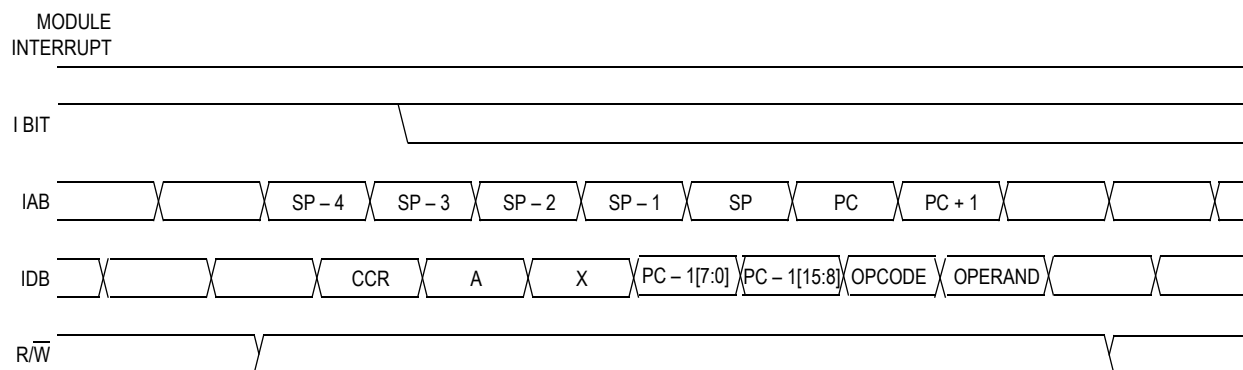 MODULE
INTERRUPT
I BIT
IAB SP – 4 SP – 3 SP – 2 SP – 1 SP PC PC + 1
IDB CCR A X PC – 1[7:0] PC – 1[15:8] OPCODE OPERAND
R/W̅